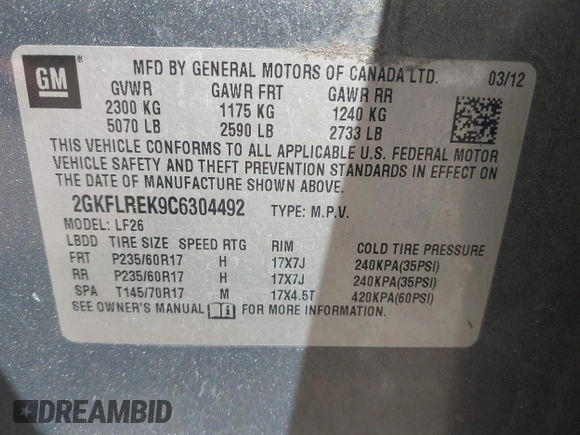 GM ®
MFD BY GENERAL MOTORS OF CANADA LTD. 03/12
GVWR GAWR FRT GAWR RR
2300 KG 1175 KG 1240 KG
5070 LB 2590 LB 2733 LB
THIS VEHICLE CONFORMS TO ALL APPLICABLE U.S. FEDERAL MOTOR
VEHICLE SAFETY AND THEFT PREVENTION STANDARDS IN EFFECT ON
THE DATE OF MANUFACTURE SHOWN ABOVE.
2GKFLREK9C6304492 TYPE: M.P.V.
MODEL: LF26
LBDD TIRE SIZE SPEED RTG RIM COLD TIRE PRESSURE
FRT P235/60R17 H 17X7J 240KPA(35PSI)
RR P235/60R17 H 17X7J 240KPA(35PSI)
SPA T145/70R17 M 17X4.5T 420KPA(60PSI)
SEE OWNER'S MANUAL FOR MORE INFORMATION.
DREAMBID